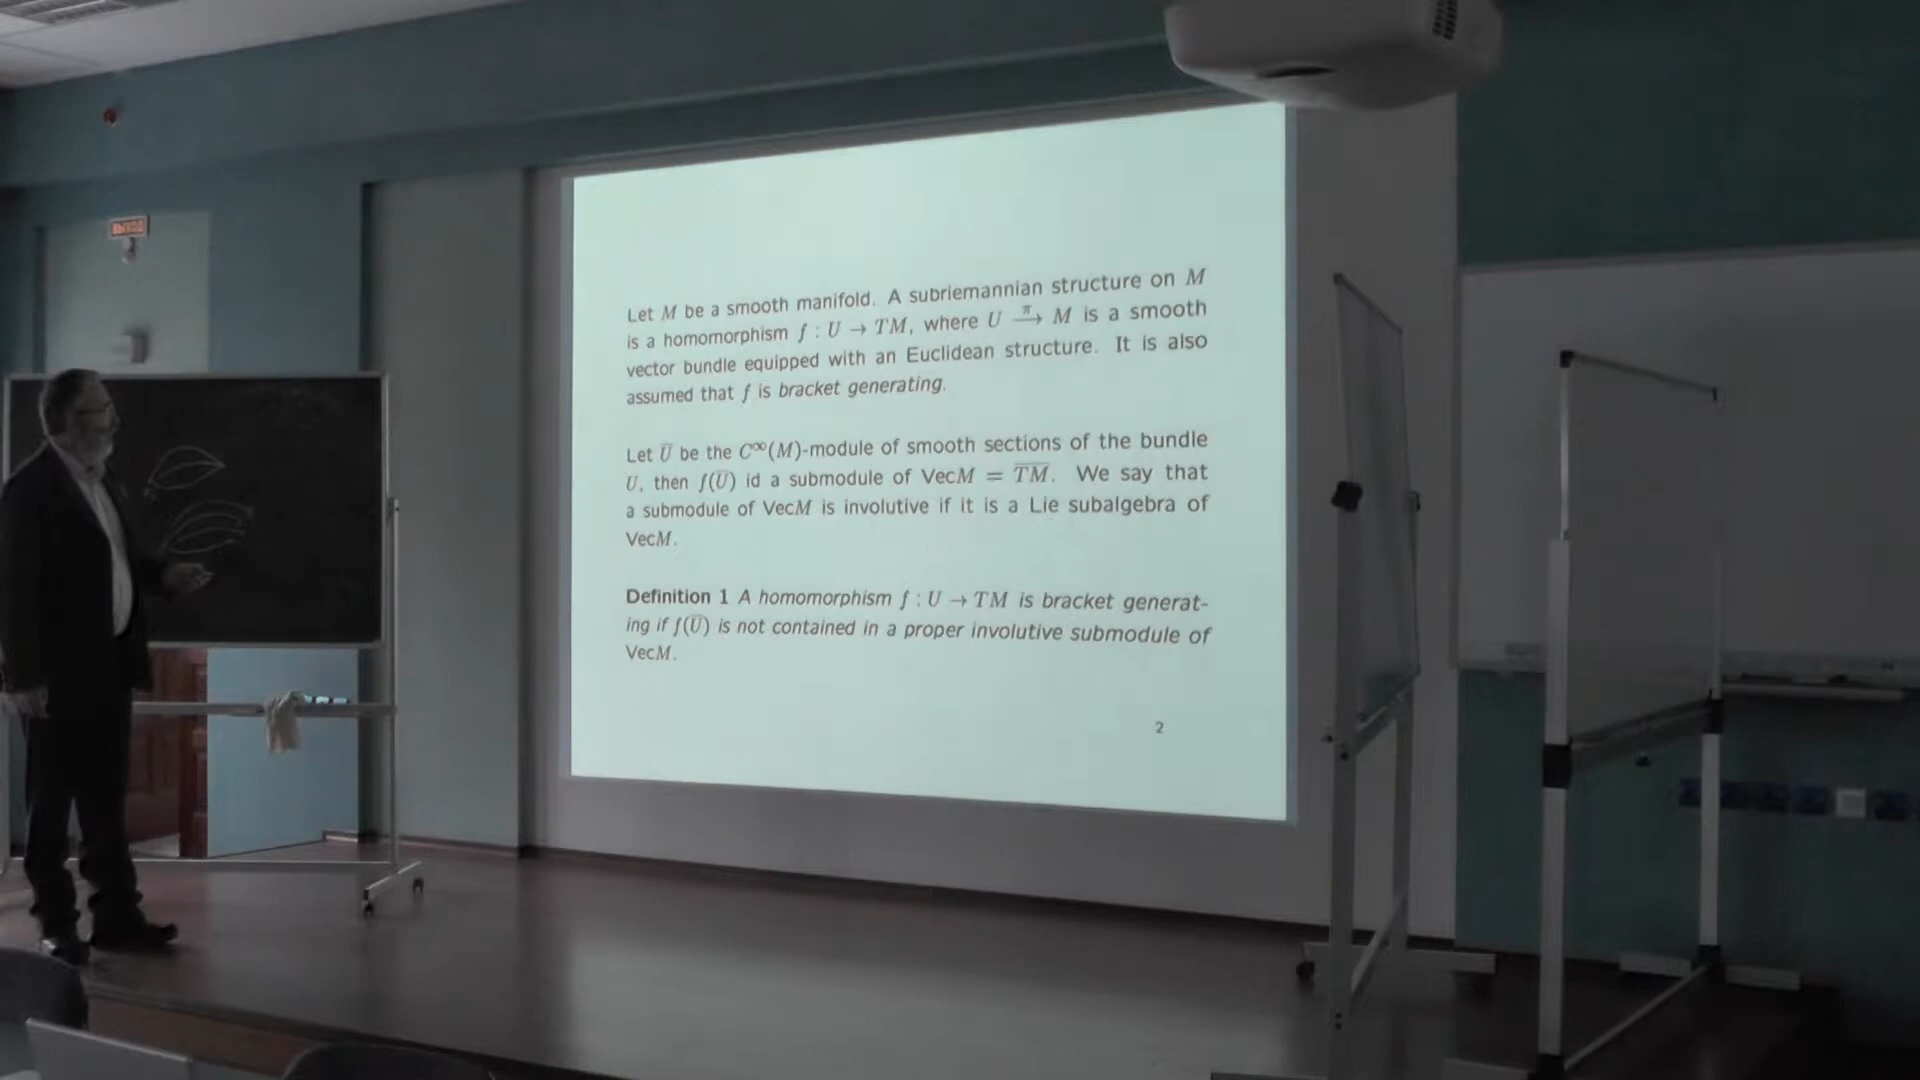 Let M be a smooth manifold. A subriemannian structure on M
is a homomorphism f : U → TM, where U π⟶ M is a smooth
vector bundle equipped with an Euclidean structure. It is also
assumed that f is bracket generating.
Let U̅ be the C∞(M)-module of smooth sections of the bundle
U, then f(U̅) id a submodule of VecM = T̅M̅. We say that
a submodule of VecM is involutive if it is a Lie subalgebra of
VecM.
Definition 1 A homomorphism f : U → TM is bracket generat-
ing if f(U̅) is not contained in a proper involutive submodule of
VecM.
2